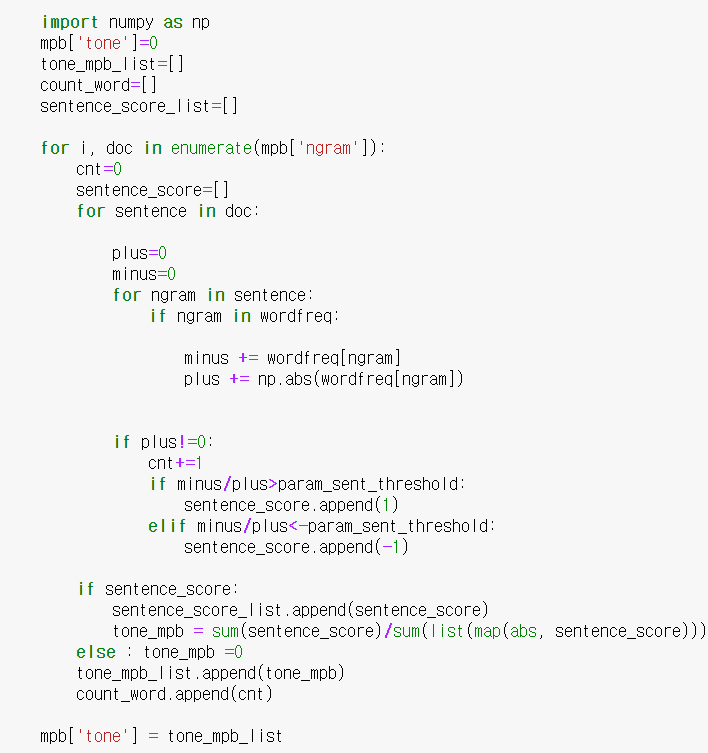 import numpy as np
mpb['tone']=0
tone_mpb_list=[]
count_word=[]
sentence_score_list=[]

for i, doc in enumerate(mpb['ngram']):
    cnt=0
    sentence_score=[]
    for sentence in doc:

        plus=0
        minus=0
        for ngram in sentence:
            if ngram in wordfreq:

                minus += wordfreq[ngram]
                plus += np.abs(wordfreq[ngram])


        if plus!=0:
            cnt+=1
            if minus/plus>param_sent_threshold:
                sentence_score.append(1)
            elif minus/plus<-param_sent_threshold:
                sentence_score.append(-1)

    if sentence_score:
        sentence_score_list.append(sentence_score)
        tone_mpb = sum(sentence_score)/sum(list(map(abs, sentence_score)))
    else : tone_mpb =0
    tone_mpb_list.append(tone_mpb)
    count_word.append(cnt)

mpb['tone'] = tone_mpb_list